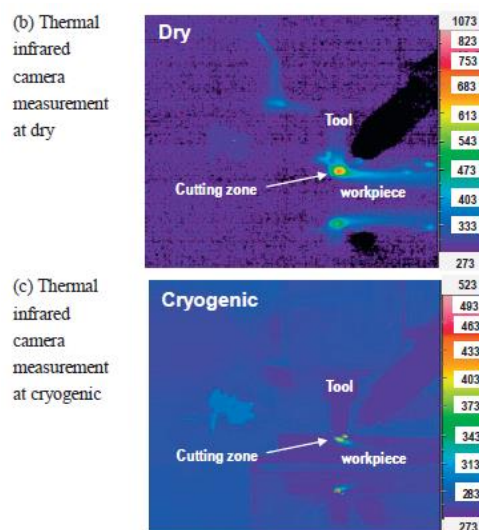 (b) Thermal
infrared
camera
measurement
at dry
Dry
Tool
Cutting zone
workpiece
1073
823
753
683
613
543
473
403
333
273
(c) Thermal
infrared
camera
measurement
at cryogenic
Cryogenic
Tool
Cutting zone
workpiece
523
493
463
433
403
373
343
313
283
273